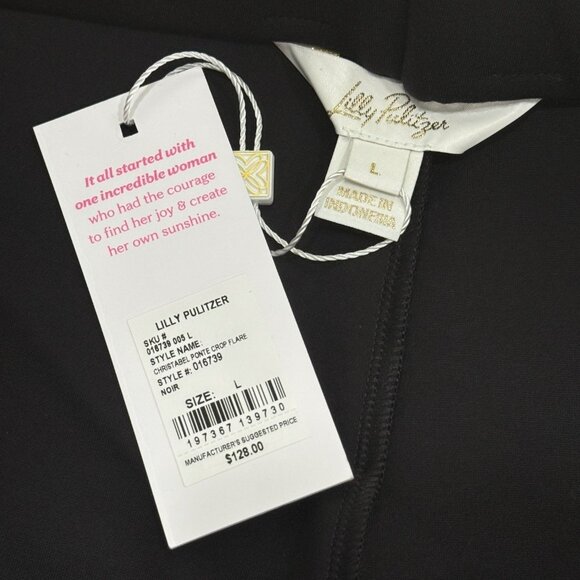 Lilly Pulitzer
L
MADE IN
INDONESIA
It all started with
one incredible woman
who had the courage
to find her joy & create
her own sunshine.
LILLY PULITZER
SKU #
016739 005 L
STYLE NAME:
CHRISTABEL PONTE CROP FLARE
STYLE #: 016739
NOIR
SIZE: L
197367 139730
MANUFACTURER'S SUGGESTED PRICE
$128.00